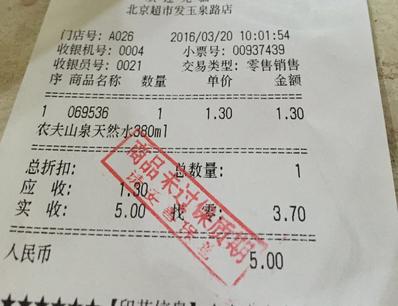 北京超市发玉泉路店
门店号: A026 2016/03/20 10:01:54
收银机号: 0004 小票号: 00937439
收银员号: 0021 交易类型: 零售销售
序 商品名称 数量 单价 金额
1 069536 1 1.30 1.30
农夫山泉天然水380ml
总折扣: 总数量: 1
应 收: 1.30
实 收: 5.00 找 零: 3.70
商品未过保质期
请妥善保意
人民币 5.00